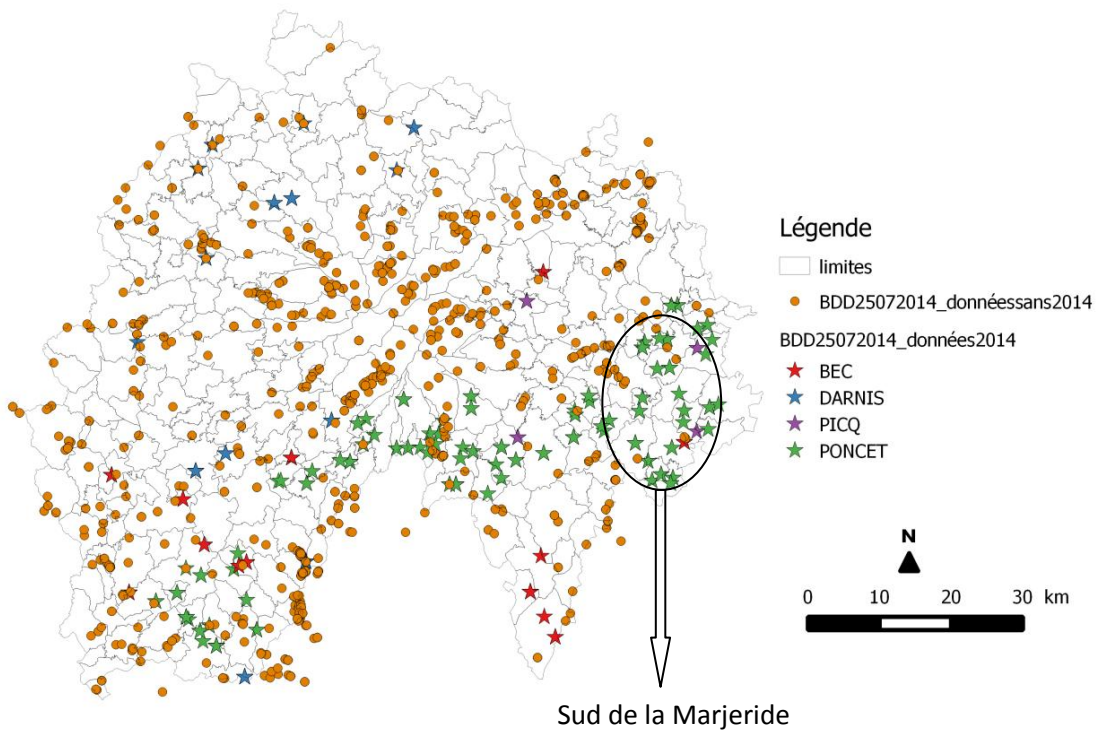 Légende
limites
BDD25072014_donnéessans2014
BDD25072014_données2014
BEC
DARNIS
PICQ
PONCET
N
0 10 20 30 km
Sud de la Marjeride